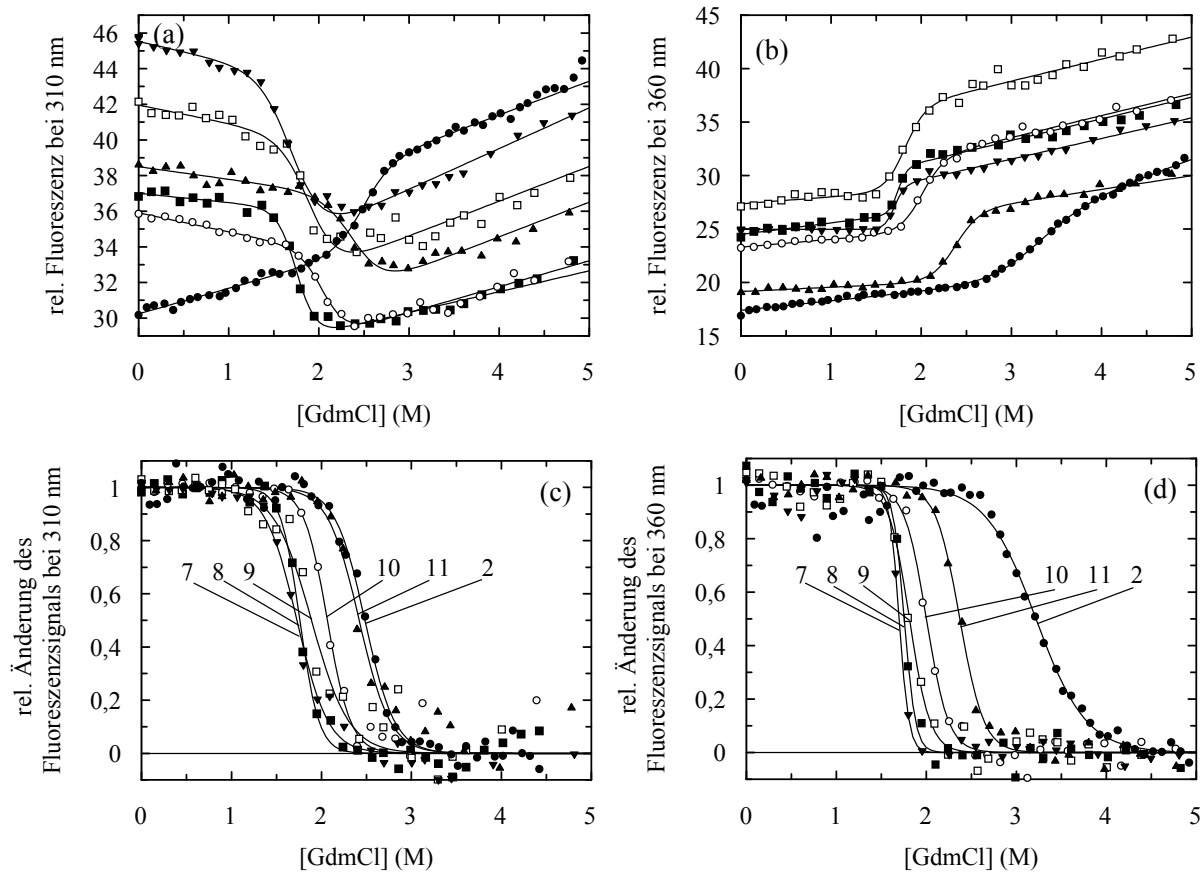 (a)
rel. Fluoreszenz bei 310 nm
46
44
42
40
38
36
34
32
30
0 1 2 3 4 5
[GdmCl] (M)
(b)
rel. Fluoreszenz bei 360 nm
45
40
35
30
25
20
15
0 1 2 3 4 5
[GdmCl] (M)
(c)
rel. Änderung des
Fluoreszenzsignals bei 310 nm
1
0,8
0,6
0,4
0,2
0
7 8 9 10 11 2
0 1 2 3 4 5
[GdmCl] (M)
(d)
rel. Änderung des
Fluoreszenzsignals bei 360 nm
1
0,8
0,6
0,4
0,2
0
7 8 9 10 11 2
0 1 2 3 4 5
[GdmCl] (M)